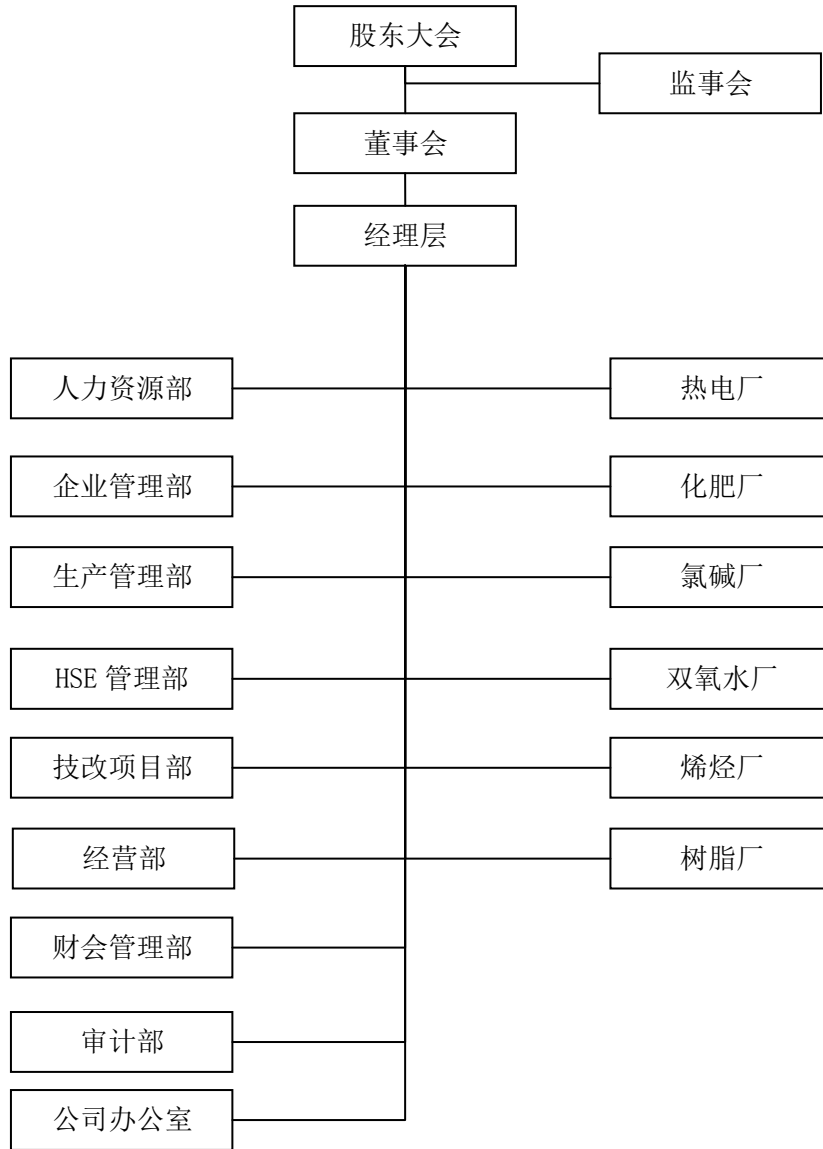 股东大会
监事会
董事会
经理层
人力资源部
热电厂
企业管理部
化肥厂
生产管理部
氯碱厂
HSE 管理部
双氧水厂
技改项目部
烯烃厂
经营部
树脂厂
财会管理部
审计部
公司办公室